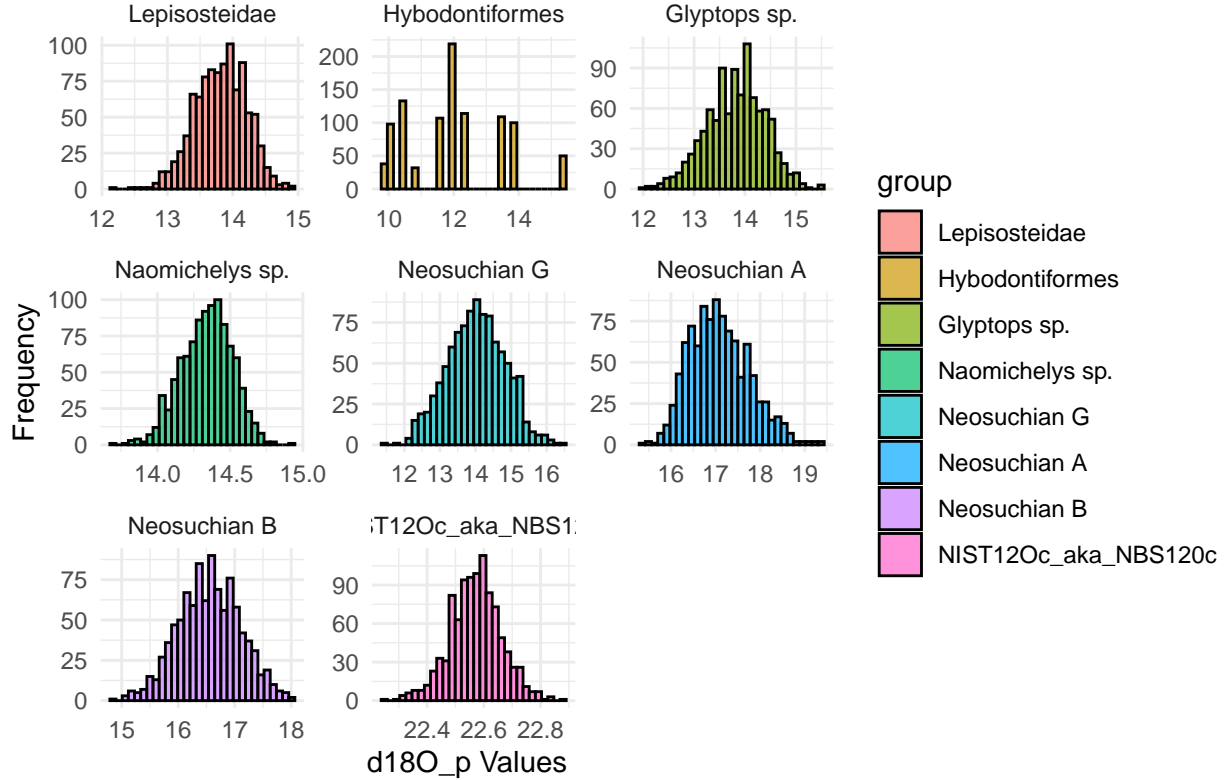 Lepisosteidae
Hybodontiformes
Glyptops sp.
100
75
50
25
0
12 13 14 15
200
150
100
50
0
10 12 14
90
60
30
0
12 13 14 15
Naomichelys sp.
Neosuchian G
Neosuchian A
100
75
50
25
0
14.0 14.5 15.0
75
50
25
0
12 13 14 15 16
75
50
25
0
16 17 18 19
Neosuchian B
ST12Oc_aka_NBS12
75
50
25
0
15 16 17 18
90
60
30
0
22.4 22.6 22.8
Frequency
d18O_p Values
group
Lepisosteidae
Hybodontiformes
Glyptops sp.
Naomichelys sp.
Neosuchian G
Neosuchian A
Neosuchian B
NIST12Oc_aka_NBS120c